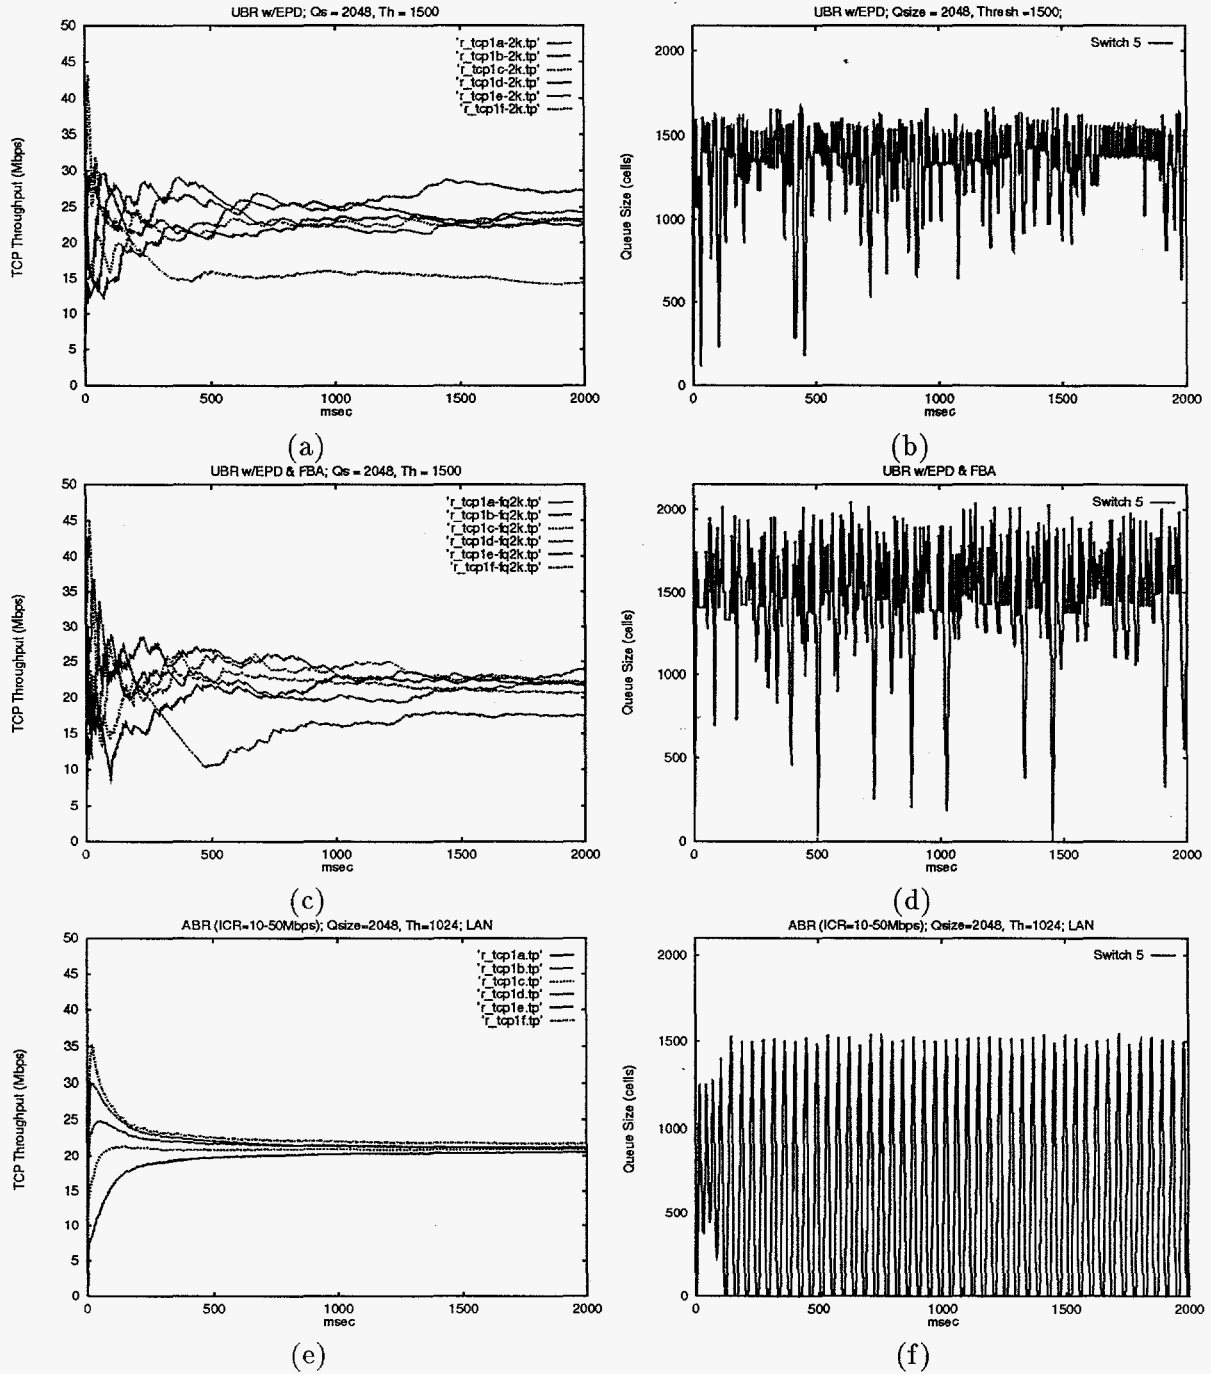 UBR w/EPD; Qs = 2048, Th = 1500
50
45
40
35
30
25
20
15
10
5
0
TCP Throughput (Mbps)
'r_tcp1a-2k.tp'
'r_tcp1b-2k.tp'
'r_tcp1c-2k.tp'
'r_tcp1d-2k.tp'
'r_tcp1e-2k.tp'
'r_tcp1f-2k.tp'
0 500 1000 1500 2000
msec
(a)
UBR w/EPD; Qsize = 2048, Thresh =1500;
2000
1500
1000
500
0
Queue Size (cells)
Switch 5
0 500 1000 1500 2000
msec
(b)
UBR w/EPD & FBA; Qs = 2048, Th = 1500
50
45
40
35
30
25
20
15
10
5
0
TCP Throughput (Mbps)
'r_tcp1a-fq2k.tp'
'r_tcp1b-fq2k.tp'
'r_tcp1c-fq2k.tp'
'r_tcp1d-fq2k.tp'
'r_tcp1e-fq2k.tp'
'r_tcp1f-fq2k.tp'
0 500 1000 1500 2000
msec
(c)
UBR w/EPD & FBA
2000
1500
1000
500
0
Queue Size (cells)
Switch 5
0 500 1000 1500 2000
msec
(d)
ABR (ICR=10-50Mbps); Qsize=2048, Th=1024; LAN
50
45
40
35
30
25
20
15
10
5
0
TCP Throughput (Mbps)
'r_tcp1a.tp'
'r_tcp1b.tp'
'r_tcp1c.tp'
'r_tcp1d.tp'
'r_tcp1e.tp'
'r_tcp1f.tp'
0 500 1000 1500 2000
msec
(e)
ABR (ICR=10-50Mbps); Qsize=2048, Th=1024; LAN
2000
1500
1000
500
0
Queue Size (cells)
Switch 5
0 500 1000 1500 2000
msec
(f)